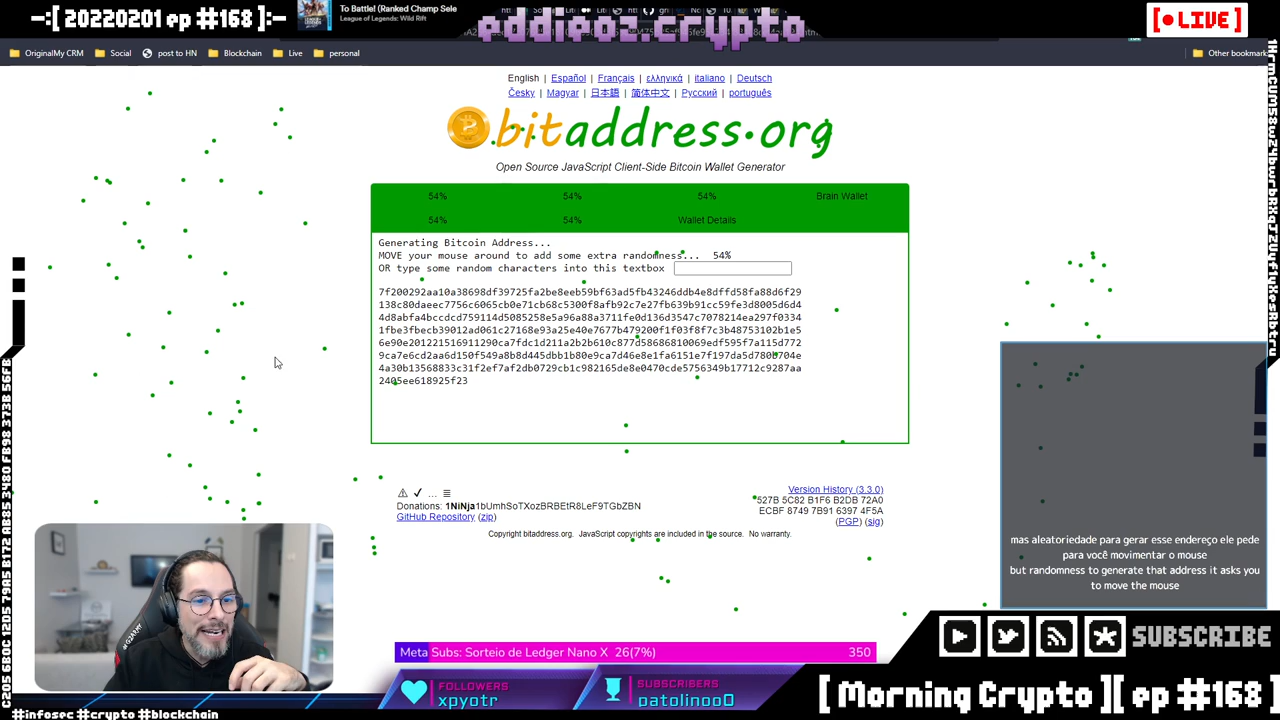 -:[ 20220201 ep #168 ]:-
To Battle! (Ranked Champ Sele
League of Legends: Wild Rift
eddieoz.crypto
[● LIVE ]
OriginalMy CRM
Social
post to HN
Blockchain
Live
personal
Other bookmark
English | Español | Français | ελληνικά | italiano | Deutsch
Česky | Magyar | 日本語 | 简体中文 | Русский | português
bitaddress.org
Open Source JavaScript Client-Side Bitcoin Wallet Generator
54% 54% 54% Brain Wallet
54% 54% Wallet Details
Generating Bitcoin Address...
MOVE your mouse around to add some extra randomness... 54%
OR type some random characters into this textbox
7f200292aa10a38698df39725fa2be8eeb59bf63ad5fb43246ddb4e8dffd58fa88d6f29
138c80daeec7756c6065cb0e71cb68c5300f8afb92c7e27fb639b91cc59fe3d8005d6d4
4d8abfa4bccdcd759114d5085258e5a96a88a3711fe0d136d3547c7078214ea297f0334
1fbe3fbecb39012ad061c27168e93a25e40e7677b479200f1f03f8f7c3b48753102b1e5
6e90e201221516911290ca7fdc1d211a2b2b610c877d58686810069edf595f7a115d772
9ca7e6cd2aa6d150f549a8b8d445dbb1b80e9ca7d46e8e1fa6151e7f197da5d780b704e
4a30b13568833c31f2ef7af2db0729cb1c982165de8e0470cde5756349b17712c9287aa
2405ee618925f23
Donations: 1NiNja1bUmhSoTXozBRBEtR8LeF9TGbZBN
GitHub Repository (zip)
Version History (3.3.0)
527B 5C82 B1F6 B2DB 72A0
ECBF 8749 7B91 6397 4F5A
(PGP) (sig)
Copyright bitaddress.org. JavaScript copyrights are included in the source. No warranty.
mas aleatoriedade para gerar esse endereço ele pede
para você movimentar o mouse
but randomness to generate that address it asks you
to move the mouse
Meta Subs: Sorteio de Ledger Nano X 26(7%) 350
FOLLOWERS
xpyotr
SUBSCRIBERS
patolinoo0
SUBSCRIBE
[ Morning Crypto ][ ep #168 ]
#infosec #crypto #blockchain